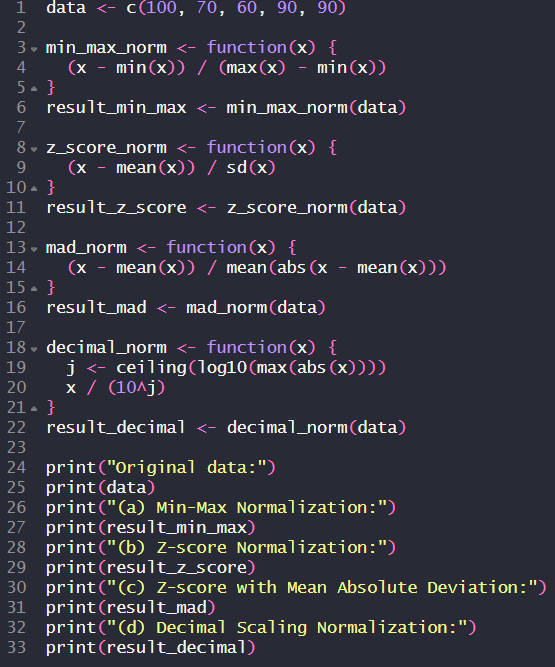 1 data <- c(100, 70, 60, 90, 90)
2
3 min_max_norm <- function(x) {
4   (x - min(x)) / (max(x) - min(x))
5 }
6 result_min_max <- min_max_norm(data)
7
8 z_score_norm <- function(x) {
9   (x - mean(x)) / sd(x)
10 }
11 result_z_score <- z_score_norm(data)
12
13 mad_norm <- function(x) {
14   (x - mean(x)) / mean(abs(x - mean(x)))
15 }
16 result_mad <- mad_norm(data)
17
18 decimal_norm <- function(x) {
19   j <- ceiling(log10(max(abs(x))))
20   x / (10^j)
21 }
22 result_decimal <- decimal_norm(data)
23
24 print("Original data:")
25 print(data)
26 print("(a) Min-Max Normalization:")
27 print(result_min_max)
28 print("(b) Z-score Normalization:")
29 print(result_z_score)
30 print("(c) Z-score with Mean Absolute Deviation:")
31 print(result_mad)
32 print("(d) Decimal Scaling Normalization:")
33 print(result_decimal)